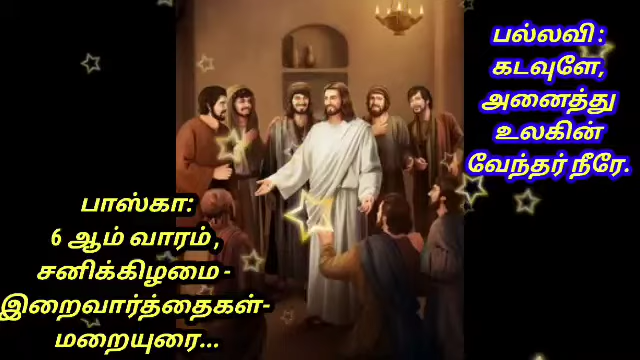 பல்லவி :
கடவுளே,
அனைத்து
உலகின்
வேந்தர் நீரே.
பாஸ்கா:
6 ஆம் வாரம் ,
சனிக்கிழமை -
இறைவார்த்தைகள்-
மறையுரை...